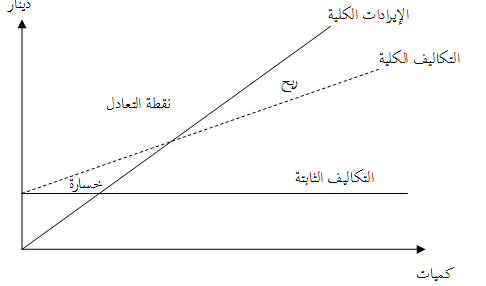 دينار
الإيرادات الكلية
التكاليف الكلية
ربح
نقطة التعادل
التكاليف الثابتة
خسارة
كميات